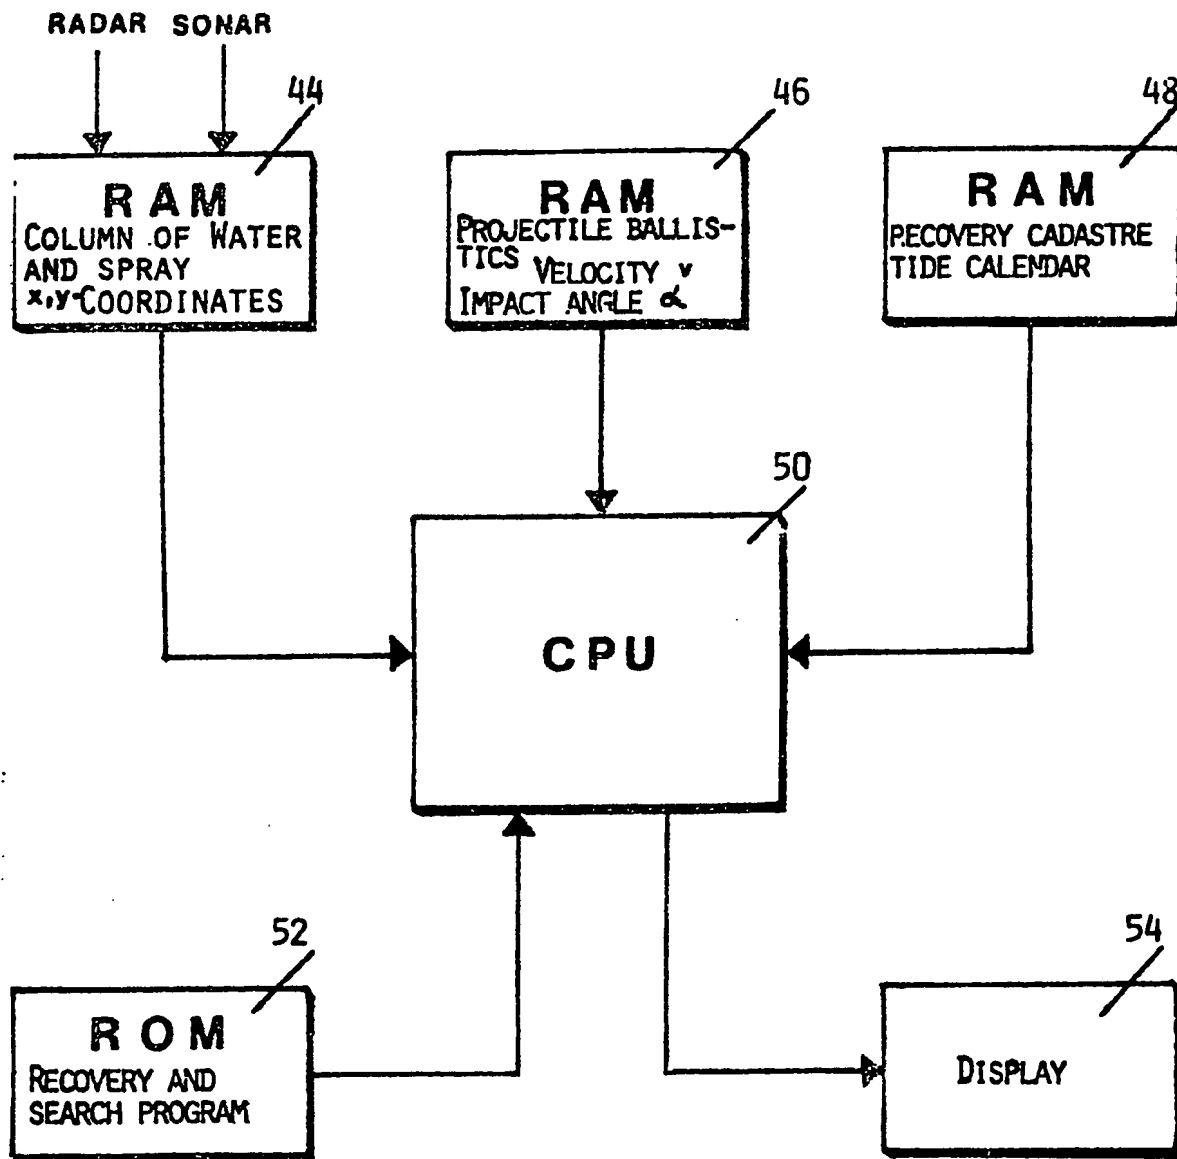 RADAR SONAR
44
46
48
RAM
COLUMN OF WATER
AND SPRAY
x,y-COORDINATES
RAM
PROJECTILE BALLIS-
TICS VELOCITY v
IMPACT ANGLE α
RAM
RECOVERY CADASTRE
TIDE CALENDAR
50
CPU
52
ROM
RECOVERY AND
SEARCH PROGRAM
54
DISPLAY